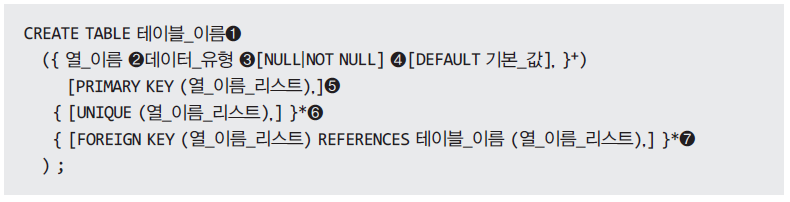 CREATE TABLE 테이블_이름❶
({ 열_이름 ❷데이터_유형 ❸[NULL|NOT NULL] ❹[DEFAULT 기본_값], }⁺)
[PRIMARY KEY (열_이름_리스트),]❺
{ [UNIQUE (열_이름_리스트),] }*❻
{ [FOREIGN KEY (열_이름_리스트) REFERENCES 테이블_이름 (열_이름_리스트),] }*❼
) ;